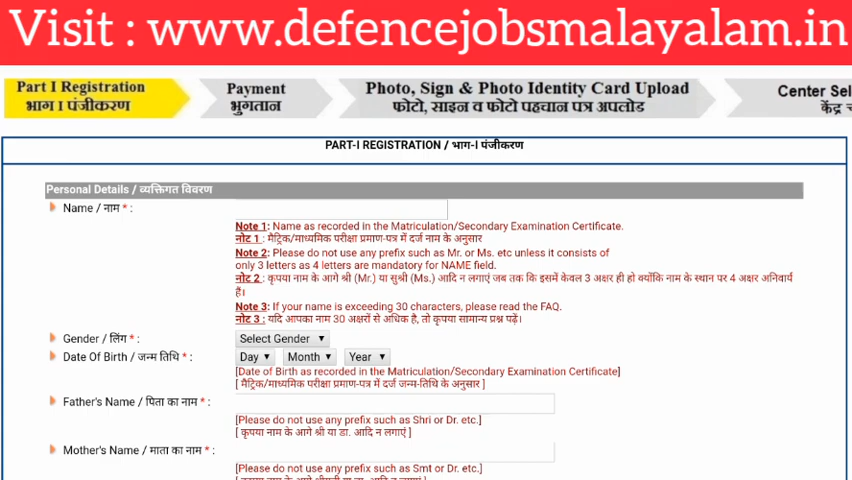 Visit : www.defencejobsmalayalam.in
Part I Registration
भाग I पंजीकरण
Payment
भुगतान
Photo, Sign & Photo Identity Card Upload
फोटो, साइन व फोटो पहचान पत्र अपलोड
Center Sel
केंद्र
PART-I REGISTRATION / भाग-I पंजीकरण
Personal Details / व्यक्तिगत विवरण
Name / नाम * :
Note 1: Name as recorded in the Matriculation/Secondary Examination Certificate.
नोट 1 : मैट्रिक/माध्यमिक परीक्षा प्रमाण-पत्र में दर्ज नाम के अनुसार
Note 2: Please do not use any prefix such as Mr. or Ms. etc unless it consists of
only 3 letters as 4 letters are mandatory for NAME field.
नोट 2 : कृपया नाम के आगे श्री (Mr.) या सुश्री (Ms.) आदि न लगाएं जब तक कि इसमें केवल 3 अक्षर ही हो क्योंकि नाम के स्थान पर 4 अक्षर अनिवार्य
हैं।
Note 3: If your name is exceeding 30 characters, please read the FAQ.
नोट 3 : यदि आपका नाम 30 अक्षरों से अधिक है, तो कृपया सामान्य प्रश्न पढ़ें।
Gender / लिंग * :
Select Gender
Date Of Birth / जन्म तिथि * :
Day Month Year
[Date of Birth as recorded in the Matriculation/Secondary Examination Certificate]
[ मैट्रिक/माध्यमिक परीक्षा प्रमाण-पत्र में दर्ज जन्म-तिथि के अनुसार ]
Father's Name / पिता का नाम * :
[Please do not use any prefix such as Shri or Dr. etc.]
[ कृपया नाम के आगे श्री या डा. आदि न लगाएं ]
Mother's Name / माता का नाम * :
[Please do not use any prefix such as Smt or Dr. etc.]